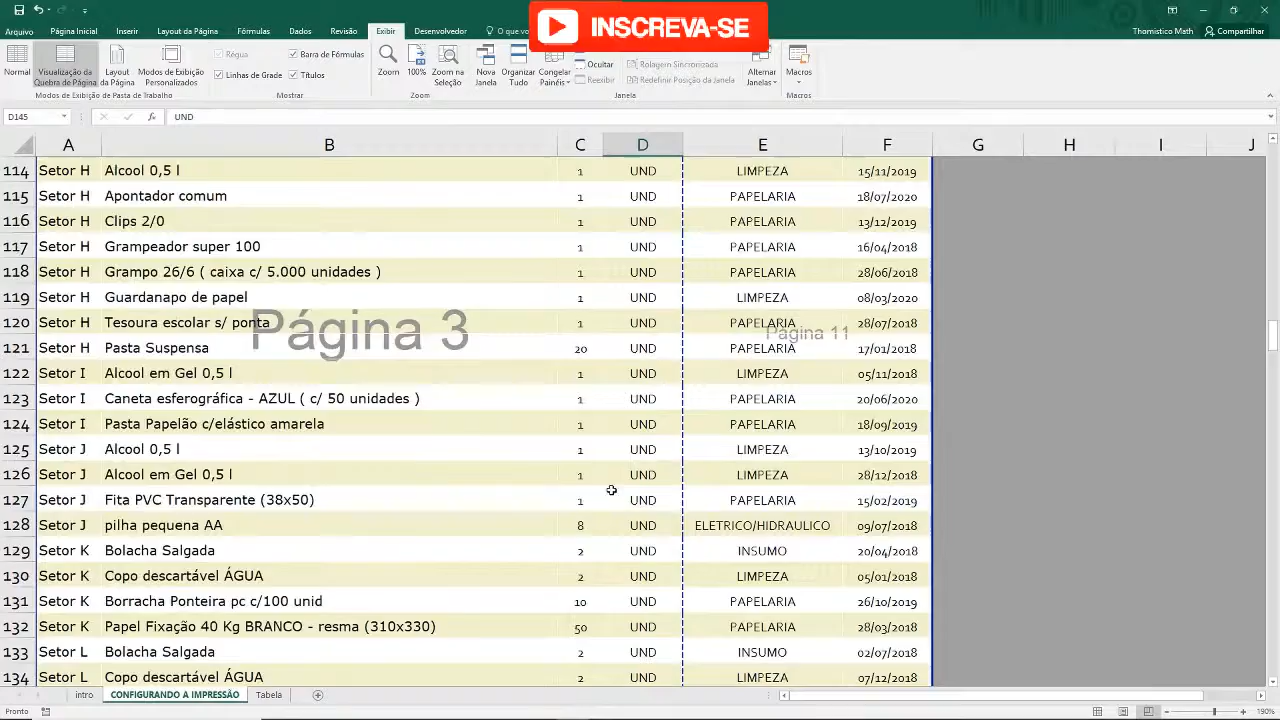 INSCREVA-SE
Arquivo Página Inicial Inserir Layout da Página Fórmulas Dados Revisão Exibir Desenvolvedor O que vo Thomistico Math Compartilhar
Normal Visualização da Quebra de Página Layout da Página Modos de Exibição Personalizados
Régua Barra de Fórmulas
Linhas de Grade Títulos
Zoom 100% Zoom na Seleção
Nova Janela Organizar Tudo Congelar Painéis
Ocultar Reexibir
Rolagem Sincronizada
Redefinir Posição da Janela
Alternar Janelas Macros
Modos de Exibição de Pasta de Trabalho Mostrar Zoom Janela Macros
D145 fx UND
A B C D E F G H I J
114 Setor H Alcool 0,5 l 1 UND LIMPEZA 15/11/2019
115 Setor H Apontador comum 1 UND PAPELARIA 18/07/2020
116 Setor H Clips 2/0 1 UND PAPELARIA 13/12/2019
117 Setor H Grampeador super 100 1 UND PAPELARIA 16/04/2018
118 Setor H Grampo 26/6 ( caixa c/ 5.000 unidades ) 1 UND PAPELARIA 28/06/2018
119 Setor H Guardanapo de papel 1 UND LIMPEZA 08/03/2020
120 Setor H Tesoura escolar s/ ponta 1 UND PAPELARIA 28/07/2018
Página 3 Página 11
121 Setor H Pasta Suspensa 20 UND PAPELARIA 17/01/2018
122 Setor I Alcool em Gel 0,5 l 1 UND LIMPEZA 05/11/2018
123 Setor I Caneta esferográfica - AZUL ( c/ 50 unidades ) 1 UND PAPELARIA 20/06/2020
124 Setor I Pasta Papelão c/elástico amarela 1 UND PAPELARIA 18/09/2019
125 Setor J Alcool 0,5 l 1 UND LIMPEZA 13/10/2019
126 Setor J Alcool em Gel 0,5 l 1 UND LIMPEZA 28/12/2018
127 Setor J Fita PVC Transparente (38x50) 1 UND PAPELARIA 15/02/2019
128 Setor J pilha pequena AA 8 UND ELETRICO/HIDRAULICO 09/07/2018
129 Setor K Bolacha Salgada 2 UND INSUMO 20/04/2018
130 Setor K Copo descartável ÁGUA 2 UND LIMPEZA 05/01/2018
131 Setor K Borracha Ponteira pc c/100 unid 10 UND PAPELARIA 26/10/2019
132 Setor K Papel Fixação 40 Kg BRANCO - resma (310x330) 50 UND PAPELARIA 28/03/2018
133 Setor L Bolacha Salgada 2 UND INSUMO 02/07/2018
134 Setor L Copo descartável ÁGUA 2 UND LIMPEZA 07/12/2018
intro CONFIGURANDO A IMPRESSÃO Tabela
Pronto 190%